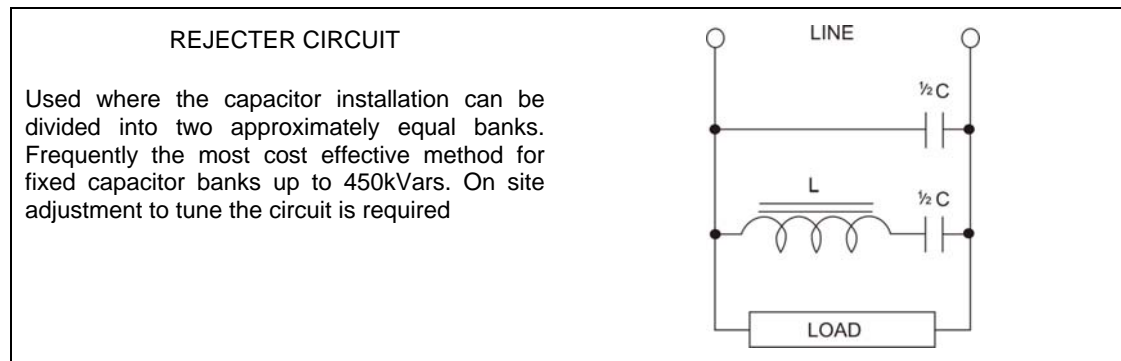 REJECTER CIRCUIT
Used where the capacitor installation can be
divided into two approximately equal banks.
Frequently the most cost effective method for
fixed capacitor banks up to 450kVars. On site
adjustment to tune the circuit is required
LINE
½ C
L
½ C
LOAD